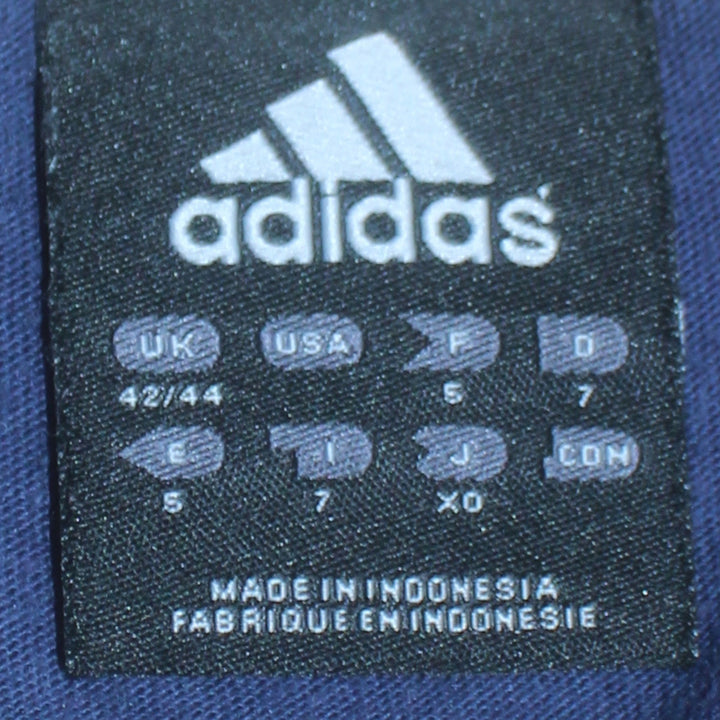 adidas
UK USA F D
42/44 5 7
E I J CDN
5 7 XO
MADE IN INDONESIA
FABRIQUE EN INDONESIE